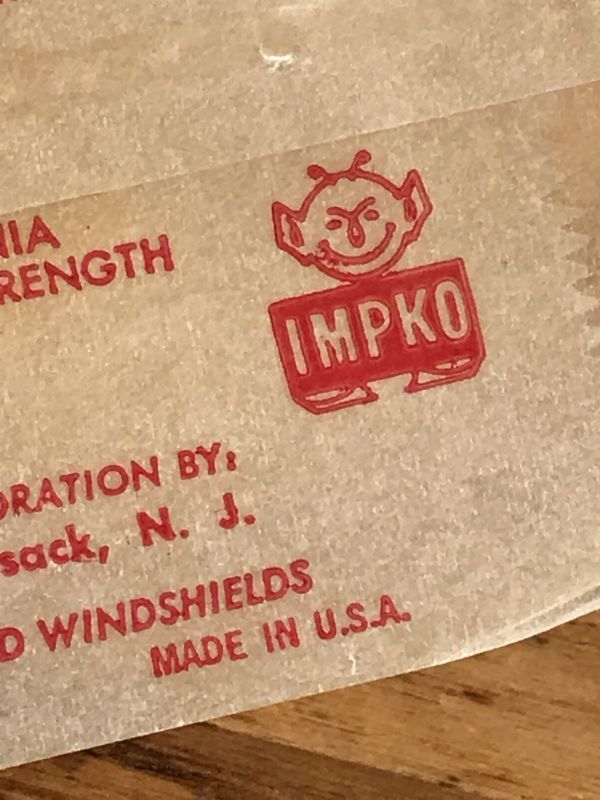 NIA
RENGTH
IMPKO
ORATION BY:
sack, N. J.
D WINDSHIELDS
MADE IN U.S.A.